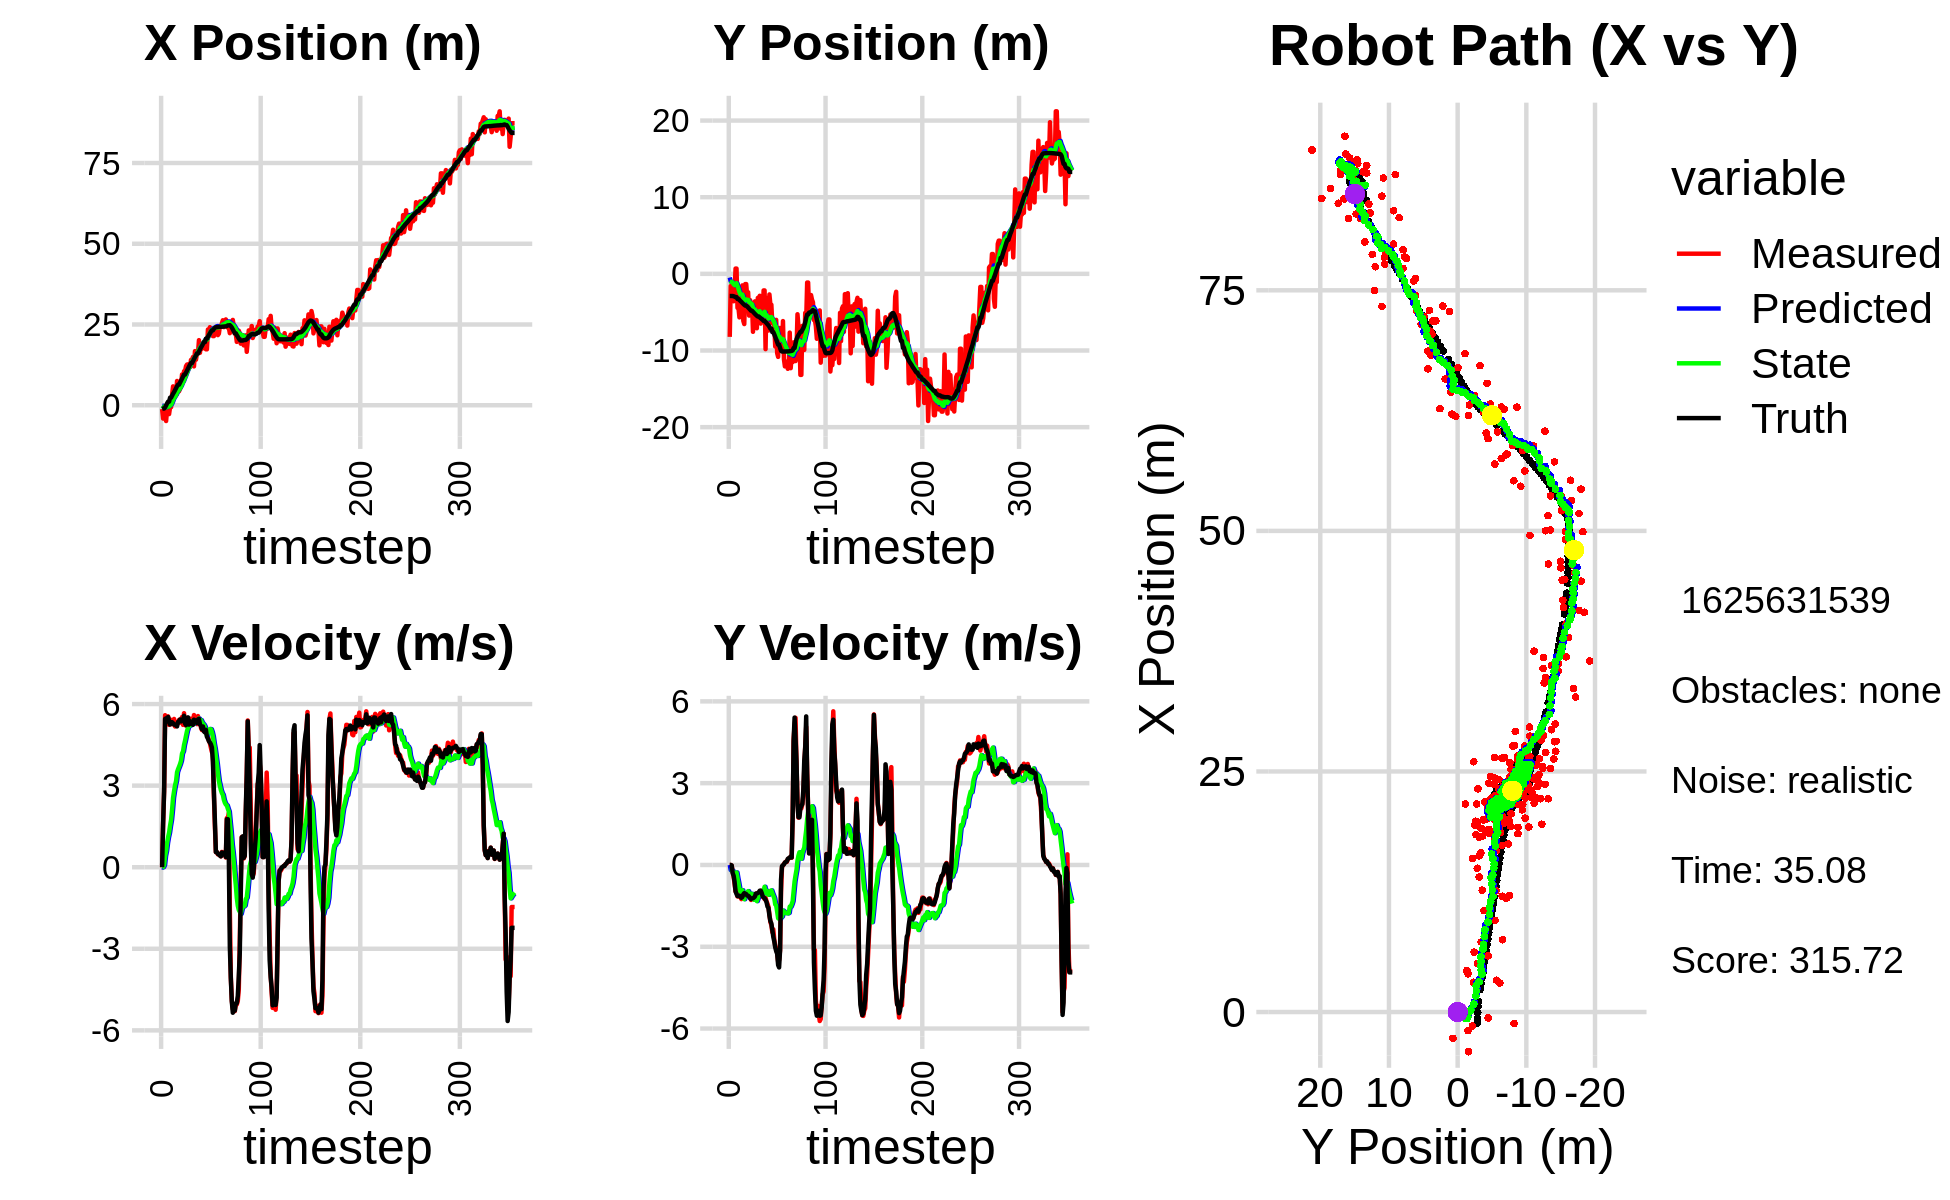 X Position (m)
75
50
25
0
0 100 200 300
timestep
Y Position (m)
20
10
0
-10
-20
0 100 200 300
timestep
X Velocity (m/s)
6
3
0
-3
-6
0 100 200 300
timestep
Y Velocity (m/s)
6
3
0
-3
-6
0 100 200 300
timestep
Robot Path (X vs Y)
X Position (m)
75
50
25
0
20 10 0 -10 -20
Y Position (m)
variable
Measured
Predicted
State
Truth
1625631539
Obstacles: none
Noise: realistic
Time: 35.08
Score: 315.72